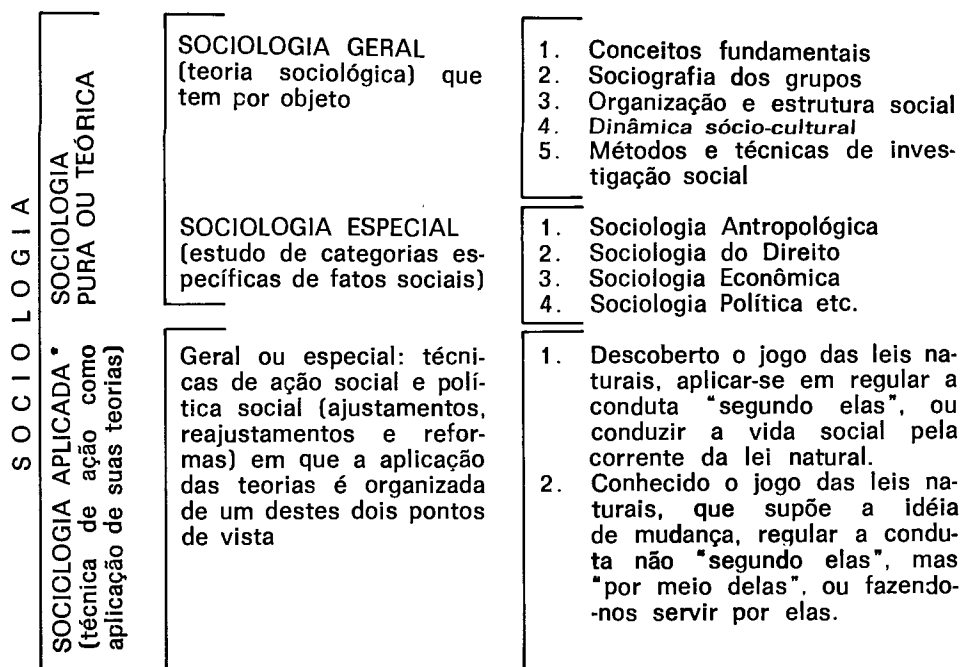 SOCIOLOGIA
SOCIOLOGIA
PURA OU TEÓRICA
SOCIOLOGIA GERAL
(teoria sociológica) que
tem por objeto
1. Conceitos fundamentais
2. Sociografia dos grupos
3. Organização e estrutura social
4. Dinâmica sócio-cultural
5. Métodos e técnicas de inves-
tigação social
SOCIOLOGIA ESPECIAL
(estudo de categorias es-
pecíficas de fatos sociais)
1. Sociologia Antropológica
2. Sociologia do Direito
3. Sociologia Econômica
4. Sociologia Política etc.
SOCIOLOGIA APLICADA*
(técnica de ação como
aplicação de suas teorias)
Geral ou especial: técni-
cas de ação social e polí-
tica social (ajustamentos,
reajustamentos e refor-
mas) em que a aplicação
das teorias é organizada
de um destes dois pontos
de vista
1. Descoberto o jogo das leis na-
turais, aplicar-se em regular a
conduta "segundo elas", ou
conduzir a vida social pela
corrente da lei natural.
2. Conhecido o jogo das leis na-
turais, que supõe a idéia
de mudança, regular a condu-
ta não "segundo elas", mas
"por meio delas", ou fazendo-
-nos servir por elas.